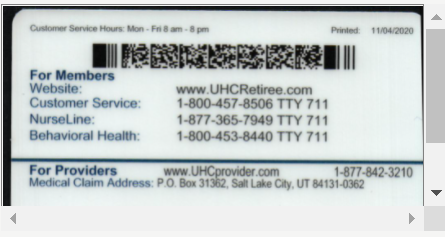 Customer Service Hours: Mon - Fri 8 am - 8 pm Printed: 11/04/2020
For Members
Website: www.UHCRetiree.com
Customer Service: 1-800-457-8506 TTY 711
NurseLine: 1-877-365-7949 TTY 711
Behavioral Health: 1-800-453-8440 TTY 711
For Providers www.UHCprovider.com 1-877-842-3210
Medical Claim Address: P.O. Box 31362, Salt Lake City, UT 84131-0362